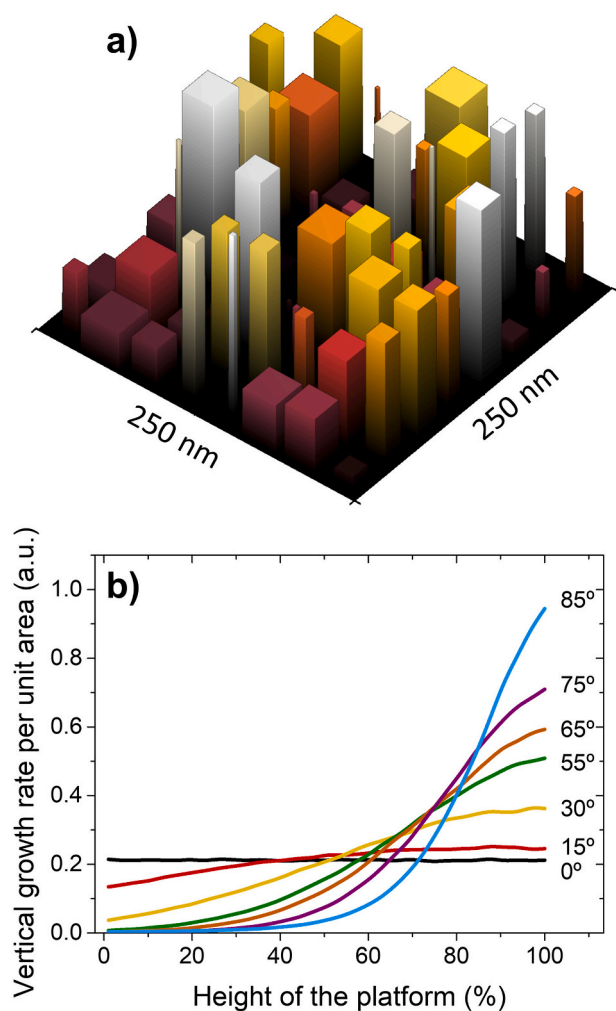 a)
250 nm
250 nm
b)
Vertical growth rate per unit area (a.u.)
1.0
0.8
0.6
0.4
0.2
0.0
85º
75º
65º
55º
30º
15º
0º
0
20
40
60
80
100
Height of the platform (%)